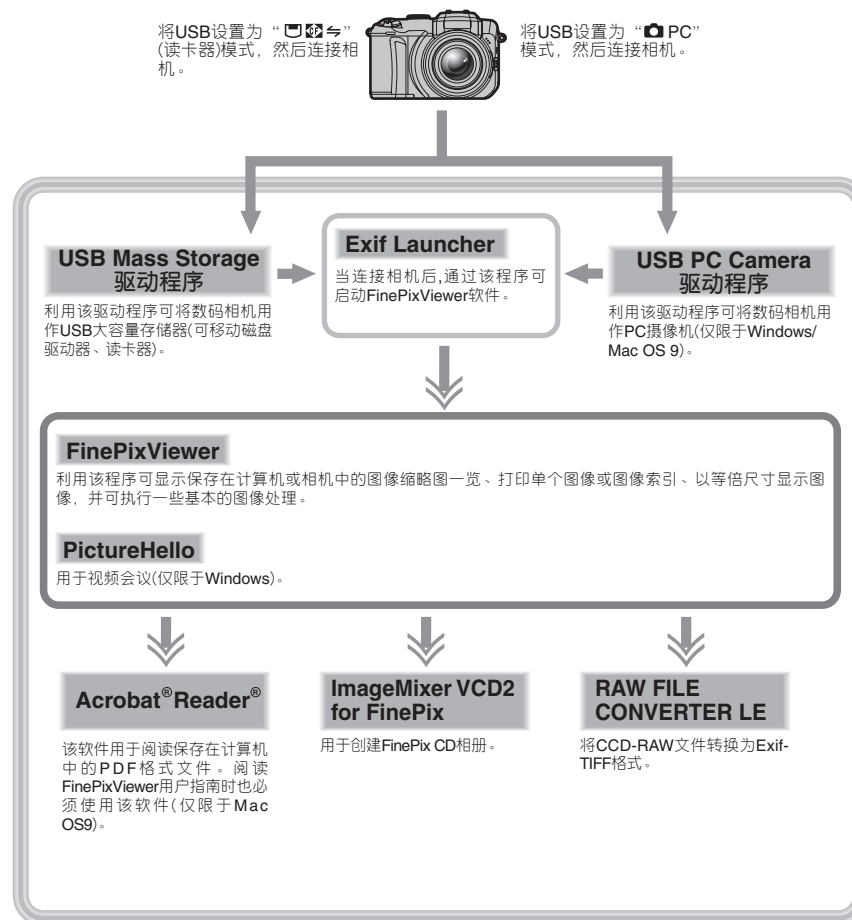 将USB设置为“ ⇋”
(读卡器)模式，然后连接相
机。
将USB设置为“ PC”
模式，然后连接相机。
USB Mass Storage
驱动程序
利用该驱动程序可将数码相机用
作USB大容量存储器(可移动磁盘
驱动器、读卡器)。
Exif Launcher
当连接相机后,通过该程序可
启动FinePixViewer软件。
USB PC Camera
驱动程序
利用该驱动程序可将数码相机用
作PC摄像机(仅限于Windows/
Mac OS 9)。
FinePixViewer
利用该程序可显示保存在计算机或相机中的图像缩略图一览、打印单个图像或图像索引、以等倍尺寸显示图
像，并可执行一些基本的图像处理。
PictureHello
用于视频会议(仅限于Windows)。
Acrobat®Reader®
该软件用于阅读保存在计算机
中的PDF格式文件。阅读
FinePixViewer用户指南时也必
须使用该软件(仅限于Mac
OS9)。
ImageMixer VCD2
for FinePix
用于创建FinePix CD相册。
RAW FILE
CONVERTER LE
将CCD-RAW文件转换为Exif-
TIFF格式。